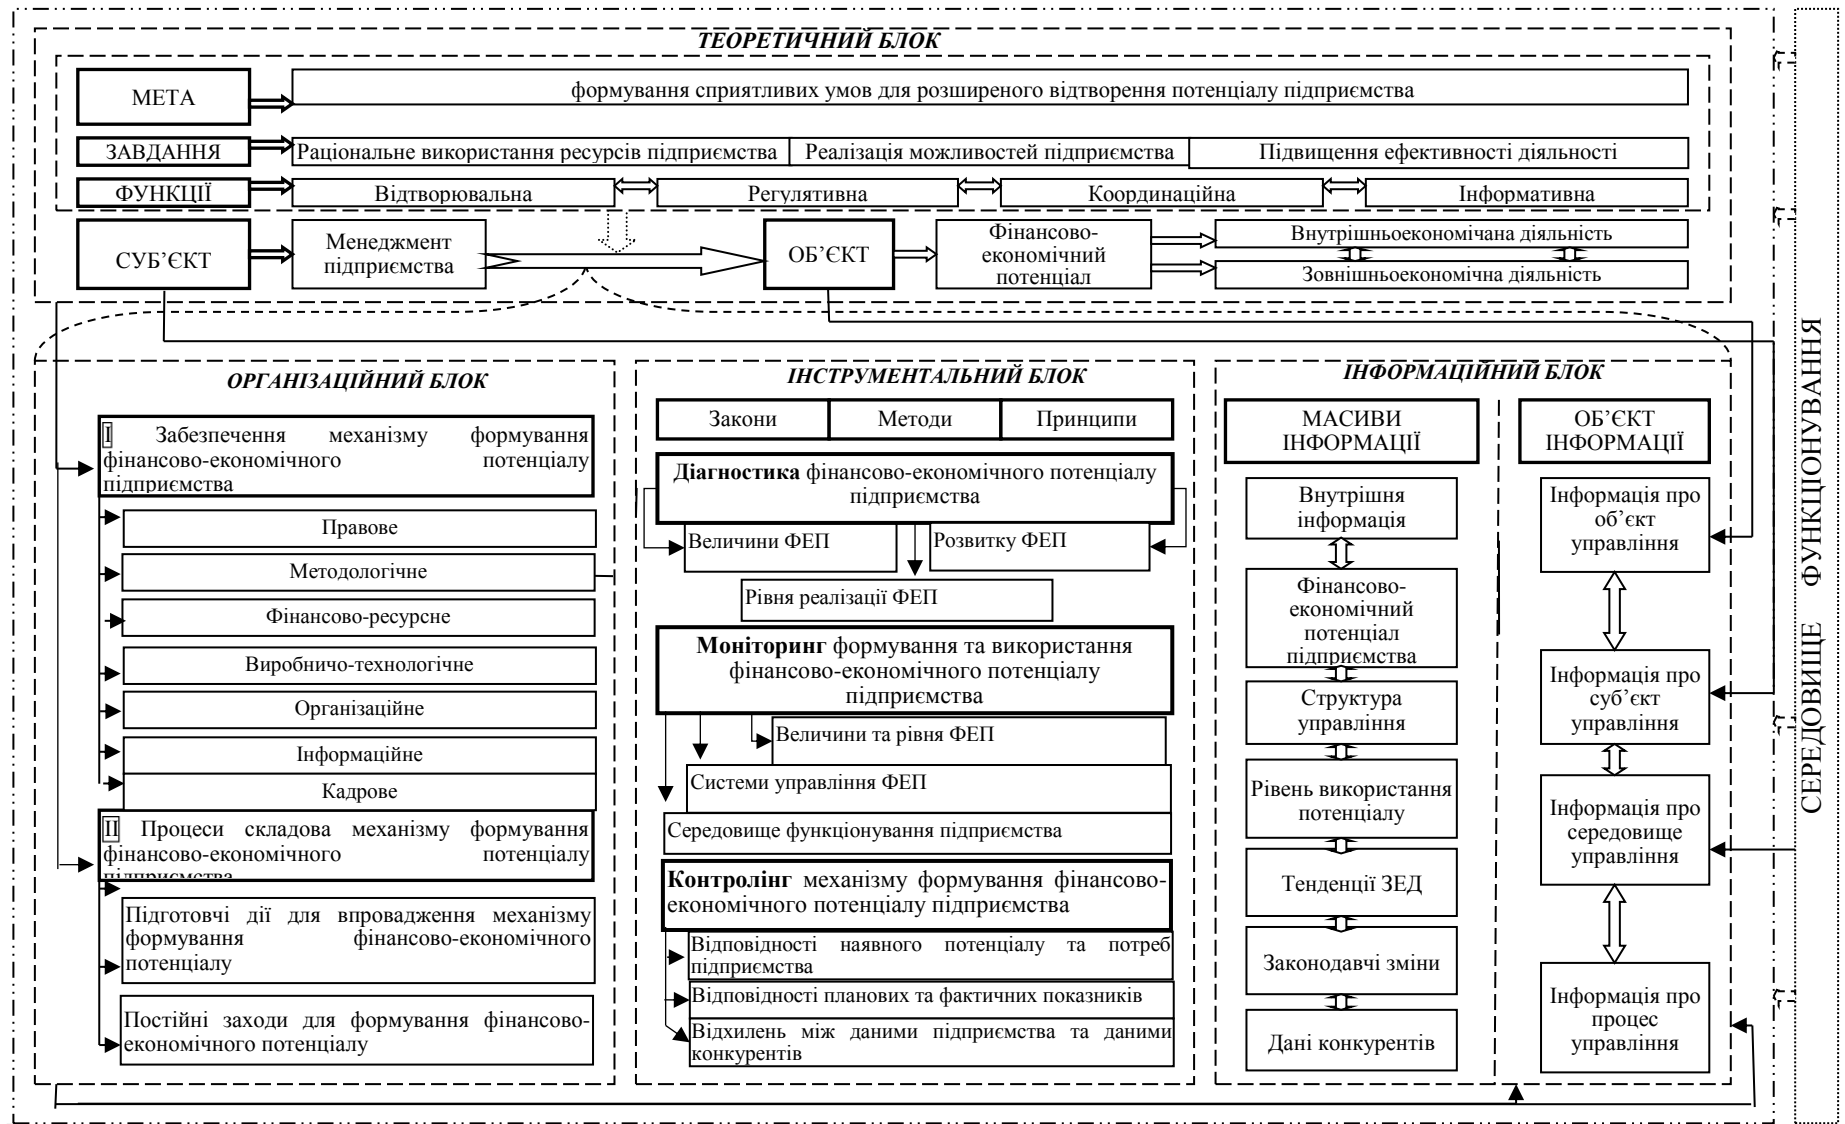 ТЕОРЕТИЧНИЙ БЛОК
МЕТА
формування сприятливих умов для розширеного відтворення потенціалу підприємства
ЗАВДАННЯ
Раціональне використання ресурсів підприємства
Реалізація можливостей підприємства
Підвищення ефективності діяльності
ФУНКЦІЇ
Відтворювальна
Регулятивна
Координаційна
Інформативна
СУБ’ЄКТ
Менеджмент
підприємства
ОБ’ЄКТ
Фінансово-
економічний
потенціал
Внутрішньоекономічана діяльність
Зовнішньоекономічна діяльність
ОРГАНІЗАЦІЙНИЙ БЛОК
I Забезпечення механізму формування
фінансово-економічного потенціалу
підприємства
Правове
Методологічне
Фінансово-ресурсне
Виробничо-технологічне
Організаційне
Інформаційне
Кадрове
II Процеси складова механізму формування
фінансово-економічного потенціалу
підприємства
Підготовчі дії для впровадження механізму
формування фінансово-економічного
потенціалу
Постійні заходи для формування фінансово-
економічного потенціалу
ІНСТРУМЕНТАЛЬНИЙ БЛОК
Закони
Методи
Принципи
Діагностика фінансово-економічного потенціалу
підприємства
Величини ФЕП
Розвитку ФЕП
Рівня реалізації ФЕП
Моніторинг формування та використання
фінансово-економічного потенціалу
підприємства
Величини та рівня ФЕП
Системи управління ФЕП
Середовище функціонування підприємства
Контролінг механізму формування фінансово-
економічного потенціалу підприємства
Відповідності наявного потенціалу та потреб
підприємства
Відповідності планових та фактичних показників
Відхилень між даними підприємства та даними
конкурентів
ІНФОРМАЦІЙНИЙ БЛОК
МАСИВИ
ІНФОРМАЦІЇ
Внутрішня
інформація
Фінансово-
економічний
потенціал
підприємства
Структура
управління
Рівень використання
потенціалу
Тенденції ЗЕД
Законодавчі зміни
Дані конкурентів
ОБ’ЄКТ
ІНФОРМАЦІЇ
Інформація про
об’єкт
управління
Інформація про
суб’єкт
управління
Інформація про
середовище
управління
Інформація про
процес
управління
СЕРЕДОВИЩЕ ФУНКЦІОНУВАННЯ